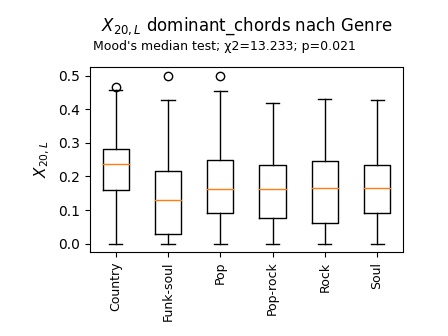 X20,L dominant_chords nach Genre
Mood's median test; χ2=13.233; p=0.021
X20,L
0.5
0.4
0.3
0.2
0.1
0.0
Country
Funk-soul
Pop
Pop-rock
Rock
Soul